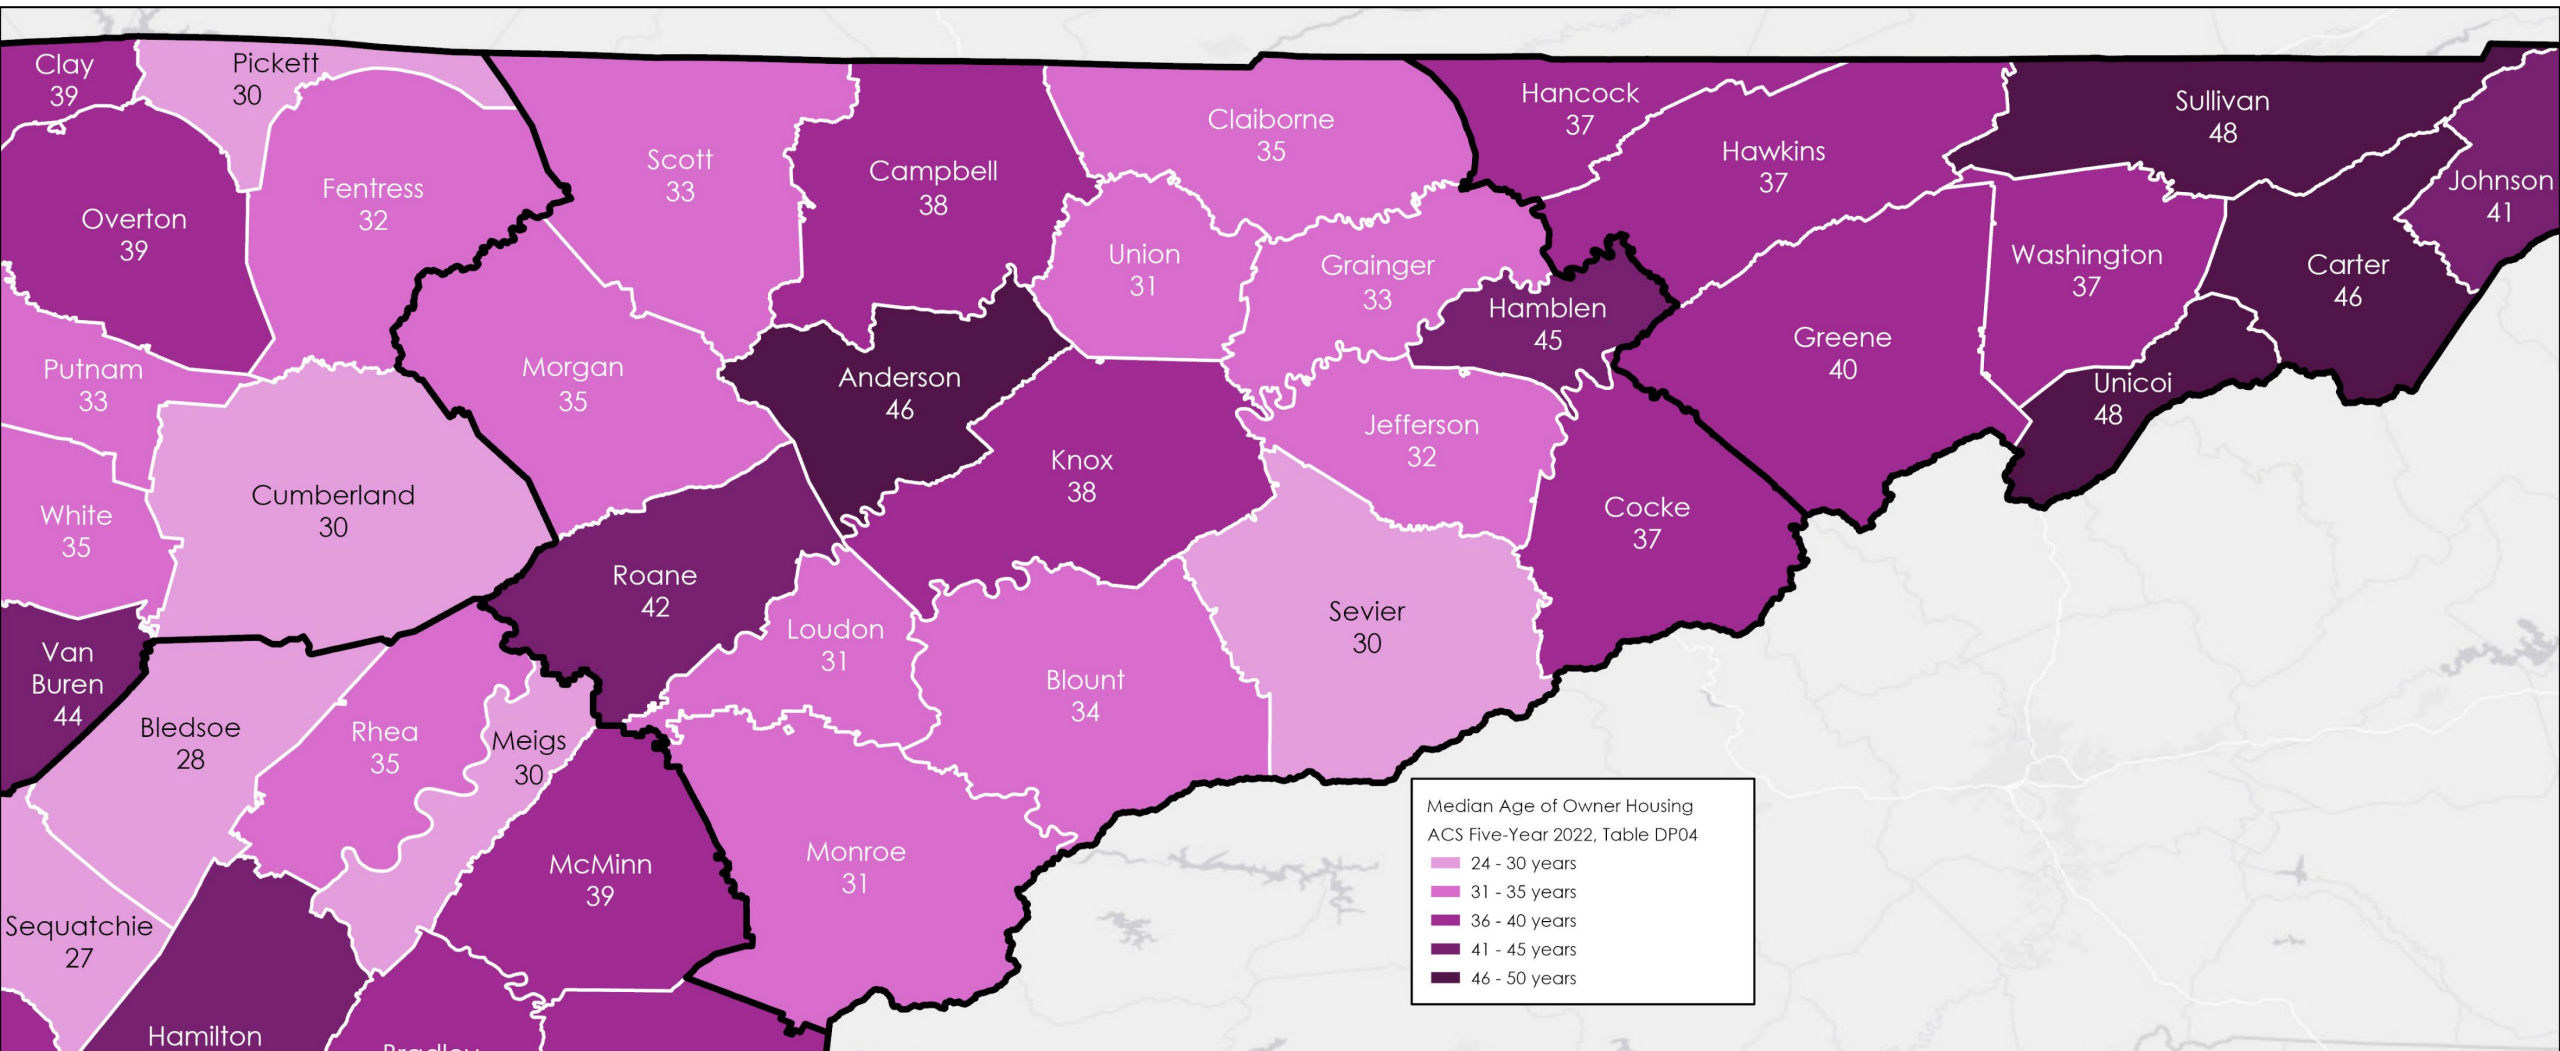 Clay
39
Pickett
30
Overton
39
Fentress
32
Scott
33
Campbell
38
Claiborne
35
Hancock
37
Hawkins
37
Sullivan
48
Johnson
41
Union
31
Grainger
33
Hamblen
45
Greene
40
Washington
37
Carter
46
Unicoi
48
Putnam
33
Morgan
35
Anderson
46
Knox
38
Jefferson
32
Cocke
37
White
35
Cumberland
30
Roane
42
Loudon
31
Blount
34
Sevier
30
Van
Buren
44
Bledsoe
28
Rhea
35
Meigs
30
McMinn
39
Monroe
31
Sequatchie
27
Hamilton
Bradley
Median Age of Owner Housing
ACS Five-Year 2022, Table DP04
24 - 30 years
31 - 35 years
36 - 40 years
41 - 45 years
46 - 50 years